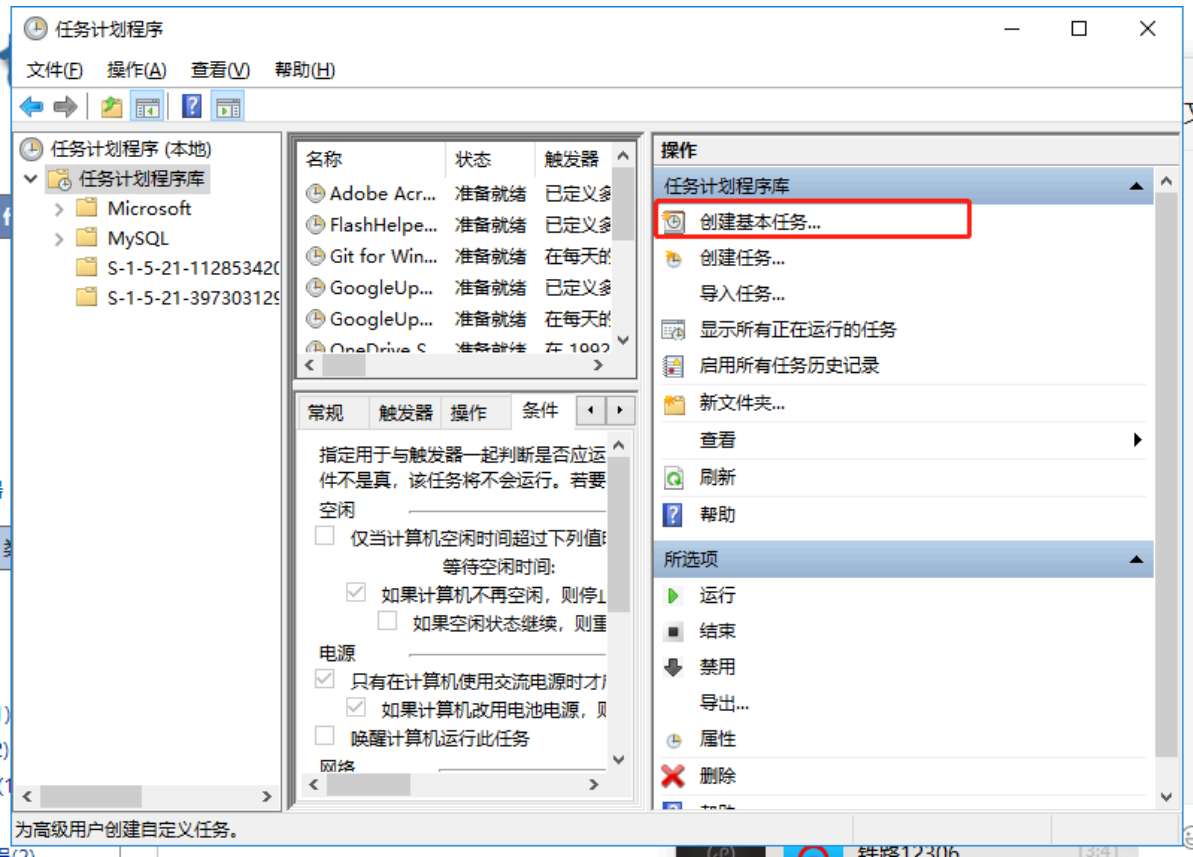 任务计划程序
文件(F) 操作(A) 查看(V) 帮助(H)
任务计划程序 (本地)
任务计划程序库
Microsoft
MySQL
S-1-5-21-11285342
S-1-5-21-39730312
名称 状态 触发器
Adobe Acr... 准备就绪 已定义多
FlashHelpe... 准备就绪 已定义多
Git for Win... 准备就绪 在每天的
GoogleUp... 准备就绪 已定义多
GoogleUp... 准备就绪 在每天的
OneDrive S 准备就绪 在 1992
常规 触发器 操作 条件
指定用于与触发器一起判断是否应运
件不是真，该任务将不会运行。若要
空闲
仅当计算机空闲时间超过下列值
等待空闲时间:
如果计算机不再空闲，则停止
如果空闲状态继续，则重
电源
只有在计算机使用交流电源时才
如果计算机改用电池电源，
唤醒计算机运行此任务
网络
操作
任务计划程序库
创建基本任务...
创建任务...
导入任务...
显示所有正在运行的任务
启用所有任务历史记录
新文件夹...
查看
刷新
帮助
所选项
运行
结束
禁用
导出...
属性
删除
帮助
为高级用户创建自定义任务。
铁路12306
13:41